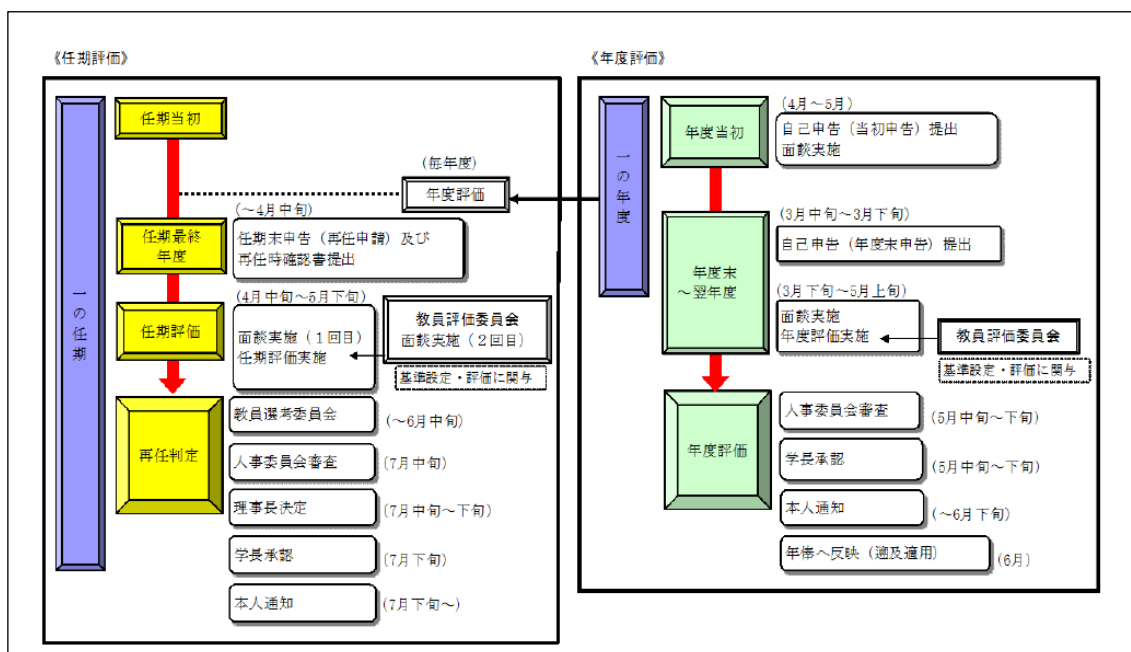 《任期評価》
一の任期
任期当初
(毎年度)
年度評価
(～4月中旬)
任期最終
年度
任期末申告（再任申請）及び
再任時確認書提出
(4月中旬～5月下旬)
任期評価
面談実施（1回目）
任期評価実施
教員評価委員会
面談実施（2回目）
基準設定・評価に関与
再任判定
教員選考委員会
(～6月中旬)
人事委員会審査
(7月中旬)
理事長決定
(7月中旬～下旬)
学長承認
(7月下旬)
本人通知
(7月下旬～)
《年度評価》
一の年度
年度当初
(4月～5月)
自己申告（当初申告）提出
面談実施
年度末
～翌年度
(3月中旬～3月下旬)
自己申告（年度末申告）提出
(3月下旬～5月上旬)
面談実施
年度評価実施
教員評価委員会
基準設定・評価に関与
年度評価
人事委員会審査
(5月中旬～下旬)
学長承認
(5月中旬～下旬)
本人通知
(～6月下旬)
年俸へ反映（遡及適用）
(6月)